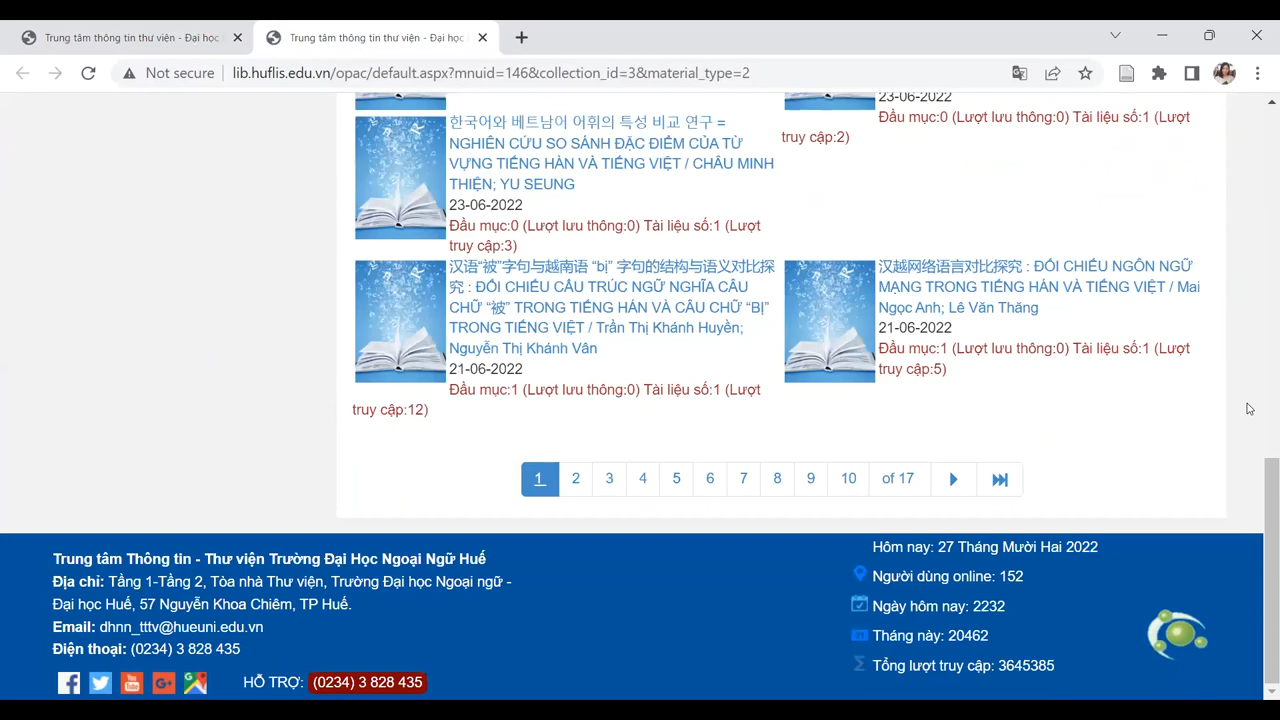 Trung tâm thông tin thư viện - Đại học
Trung tâm thông tin thư viện - Đại học
Not secure
lib.huflis.edu.vn/opac/default.aspx?mnuid=146&collection_id=3&material_type=2
23-06-2022
Đầu mục:0 (Lượt lưu thông:0) Tài liệu số:1 (Lượt
truy cập:2)
한국어와 베트남어 어휘의 특성 비교 연구 =
NGHIÊN CỨU SO SÁNH ĐẶC ĐIỂM CỦA TỪ
VỰNG TIẾNG HÀN VÀ TIẾNG VIỆT / CHÂU MINH
THIỆN; YU SEUNG
23-06-2022
Đầu mục:0 (Lượt lưu thông:0) Tài liệu số:1 (Lượt
truy cập:3)
汉语“被”字句与越南语 “bị” 字句的结构与语义对比探
究 : ĐỐI CHIẾU CẤU TRÚC NGỮ NGHĨA CÂU
CHỮ “被” TRONG TIẾNG HÁN VÀ CÂU CHỮ “BỊ”
TRONG TIẾNG VIỆT / Trần Thị Khánh Huyền;
Nguyễn Thị Khánh Vân
21-06-2022
Đầu mục:1 (Lượt lưu thông:0) Tài liệu số:1 (Lượt
truy cập:12)
汉越网络语言对比探究 : ĐỐI CHIẾU NGÔN NGỮ
MẠNG TRONG TIẾNG HÁN VÀ TIẾNG VIỆT / Mai
Ngọc Anh; Lê Văn Thăng
21-06-2022
Đầu mục:1 (Lượt lưu thông:0) Tài liệu số:1 (Lượt
truy cập:5)
1 2 3 4 5 6 7 8 9 10 of 17
Trung tâm Thông tin - Thư viện Trường Đại Học Ngoại Ngữ Huế
Địa chỉ: Tầng 1-Tầng 2, Tòa nhà Thư viện, Trường Đại học Ngoại ngữ -
Đại học Huế, 57 Nguyễn Khoa Chiêm, TP Huế.
Email: dhnn_tttv@hueuni.edu.vn
Điện thoại: (0234) 3 828 435
HỖ TRỢ: (0234) 3 828 435
Hôm nay: 27 Tháng Mười Hai 2022
Người dùng online: 152
Ngày hôm nay: 2232
Tháng này: 20462
Tổng lượt truy cập: 3645385